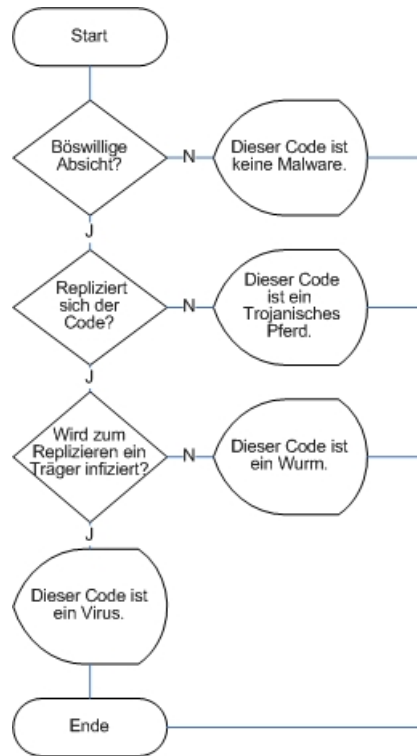 Start
Böswillige
Absicht?
N
Dieser Code ist
keine Malware.
J
Repliziert
sich der
Code?
N
Dieser Code
ist ein
Trojanisches
Pferd.
J
Wird zum
Replizieren ein
Träger infiziert?
N
Dieser Code ist
ein Wurm.
J
Dieser Code ist
ein Virus.
Ende